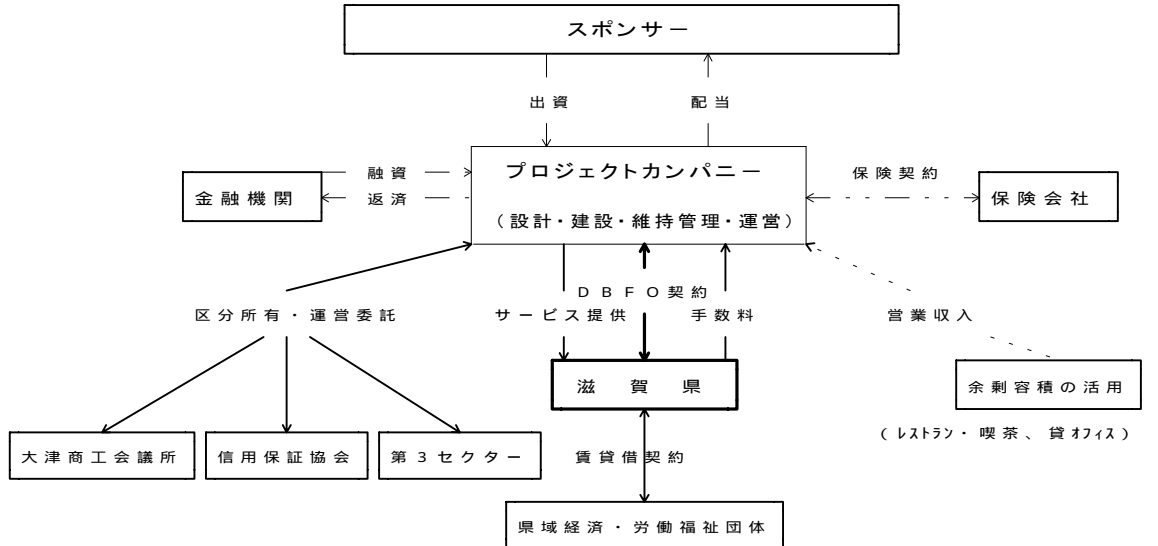 スポンサー
出資
配当
プロジェクトカンパニー
(設計・建設・維持管理・運営)
融資
返済
金融機関
保険契約
保険会社
DBFO契約
区分所有・運営委託
サービス提供
手数料
営業収入
滋賀県
余剰容積の活用
(レストラン・喫茶、貸オフィス)
大津商工会議所
信用保証協会
第3セクター
賃貸借契約
県域経済・労働福祉団体